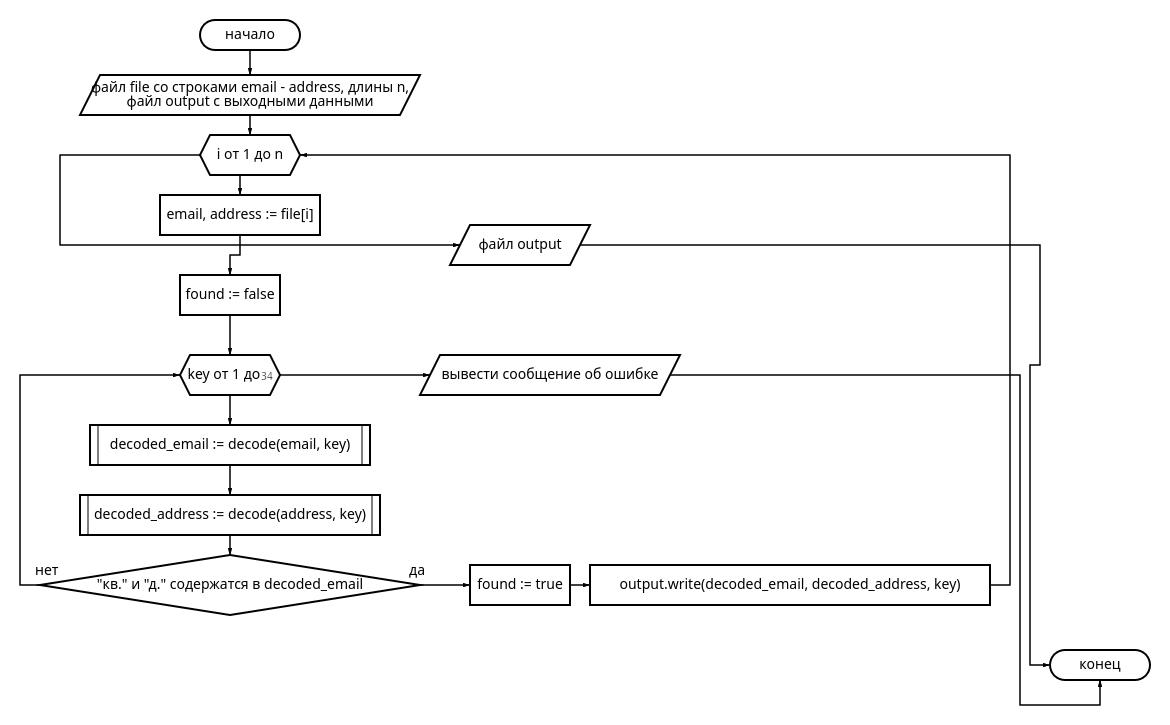 начало
файл file со строками email - address, длины n,
файл output с выходными данными
i от 1 до n
email, address := file[i]
файл output
found := false
key от 1 до 34
вывести сообщение об ошибке
decoded_email := decode(email, key)
decoded_address := decode(address, key)
нет
да
"кв." и "д." содержатся в decoded_email
found := true
output.write(decoded_email, decoded_address, key)
конец